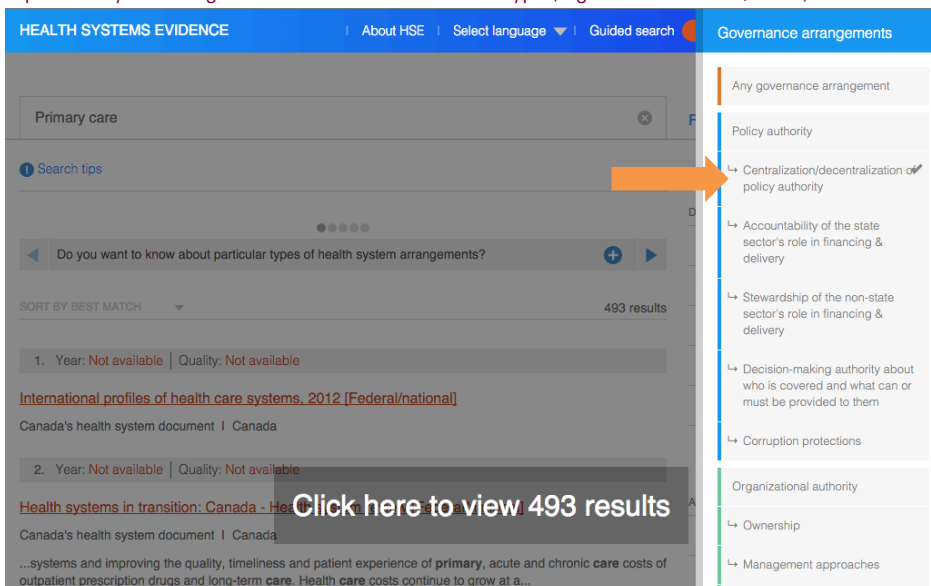 HEALTH SYSTEMS EVIDENCE
About HSE
Select language
Guided search
Governance arrangements
Primary care
Search tips
Do you want to know about particular types of health system arrangements?
SORT BY BEST MATCH
493 results
1. Year: Not available | Quality: Not available
International profiles of health care systems, 2012 [Federal/national]
Canada's health system document | Canada
2. Year: Not available | Quality: Not available
Health systems in transition: Canada - Health
Click here to view 493 results
Canada's health system document | Canada
...systems and improving the quality, timeliness and patient experience of primary, acute and chronic care costs of
outpatient prescription drugs and long-term care. Health care costs continue to grow at a...
Any governance arrangement
Policy authority
Centralization/decentralization of
policy authority
Accountability of the state
sector's role in financing &
delivery
Stewardship of the non-state
sector's role in financing &
delivery
Decision-making authority about
who is covered and what can or
must be provided to them
Corruption protections
Organizational authority
Ownership
Management approaches